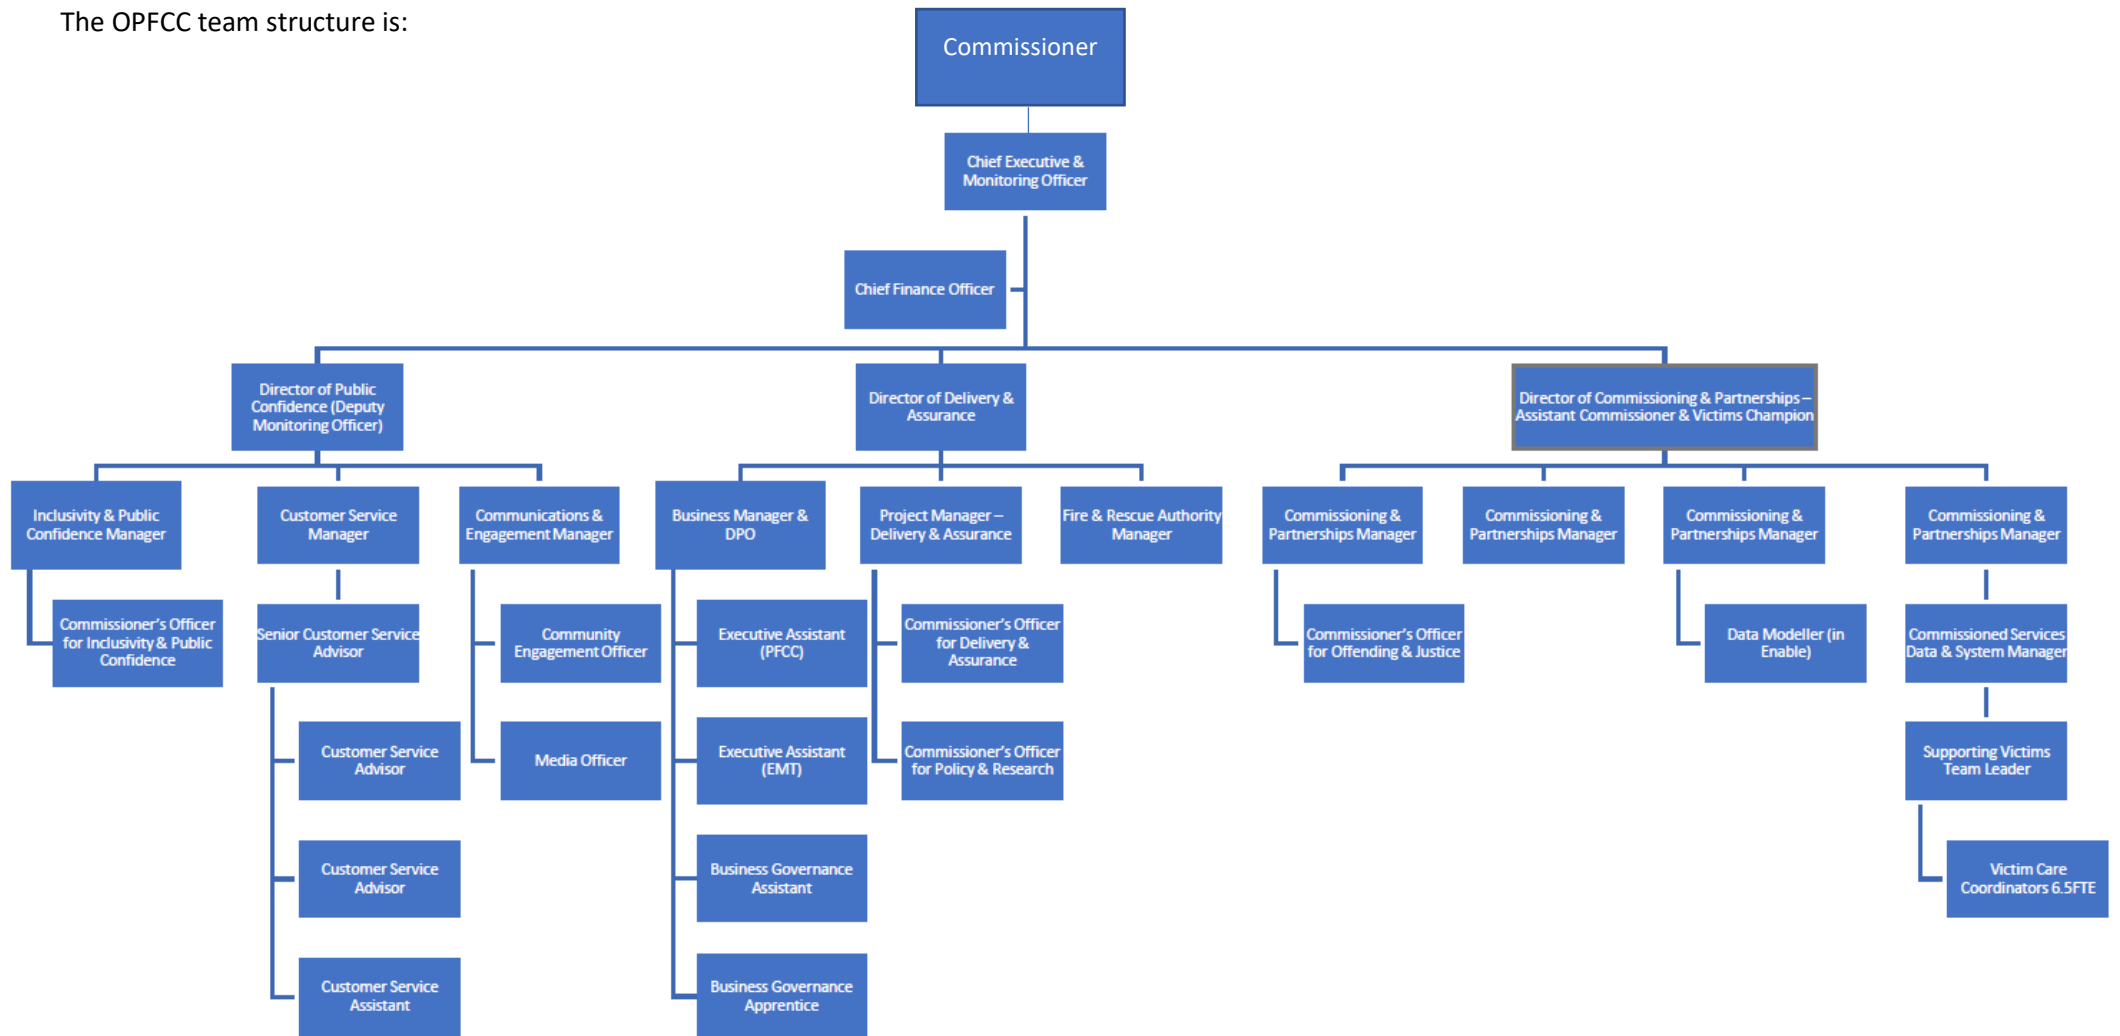 The OPFCC team structure is:
Commissioner
Chief Executive &
Monitoring Officer
Chief Finance Officer
Director of Public
Confidence (Deputy
Monitoring Officer)
Director of Delivery &
Assurance
Director of Commissioning & Partnerships –
Assistant Commissioner & Victims Champion
Inclusivity & Public
Confidence Manager
Customer Service
Manager
Communications &
Engagement Manager
Business Manager &
DPO
Project Manager –
Delivery & Assurance
Fire & Rescue Authority
Manager
Commissioning &
Partnerships Manager
Commissioning &
Partnerships Manager
Commissioning &
Partnerships Manager
Commissioning &
Partnerships Manager
Commissioner's Officer
for Inclusivity & Public
Confidence
Senior Customer Service
Advisor
Community
Engagement Officer
Executive Assistant
(PFCC)
Commissioner's Officer
for Delivery &
Assurance
Commissioner's Officer
for Offending & Justice
Data Modeller (in
Enable)
Commissioned Services
Data & System Manager
Customer Service
Advisor
Media Officer
Executive Assistant
(EMT)
Commissioner's Officer
for Policy & Research
Supporting Victims
Team Leader
Customer Service
Advisor
Business Governance
Assistant
Victim Care
Coordinators 6.5FTE
Customer Service
Assistant
Business Governance
Apprentice